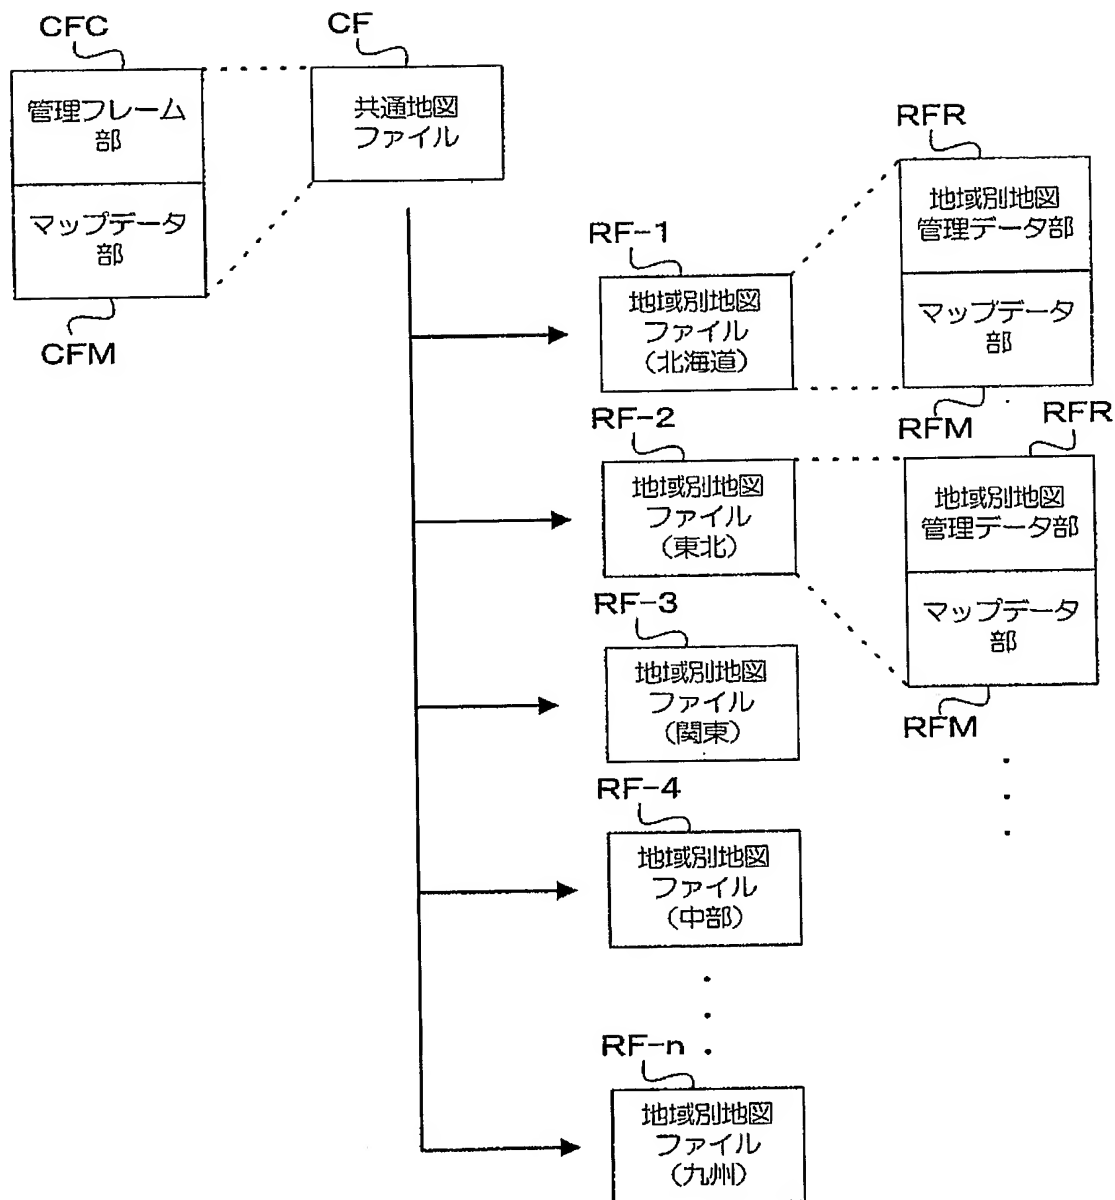 CFC
管理フレーム
部
マップデータ
部
CFM
CF
共通地図
ファイル
RF-1
地域別地図
ファイル
(北海道)
RFR
地域別地図
管理データ部
マップデータ
部
RFM
RF-2
地域別地図
ファイル
(東北)
RFR
地域別地図
管理データ部
マップデータ
部
RFM
RF-3
地域別地図
ファイル
(関東)
RF-4
地域別地図
ファイル
(中部)
RF-n
地域別地図
ファイル
(九州)